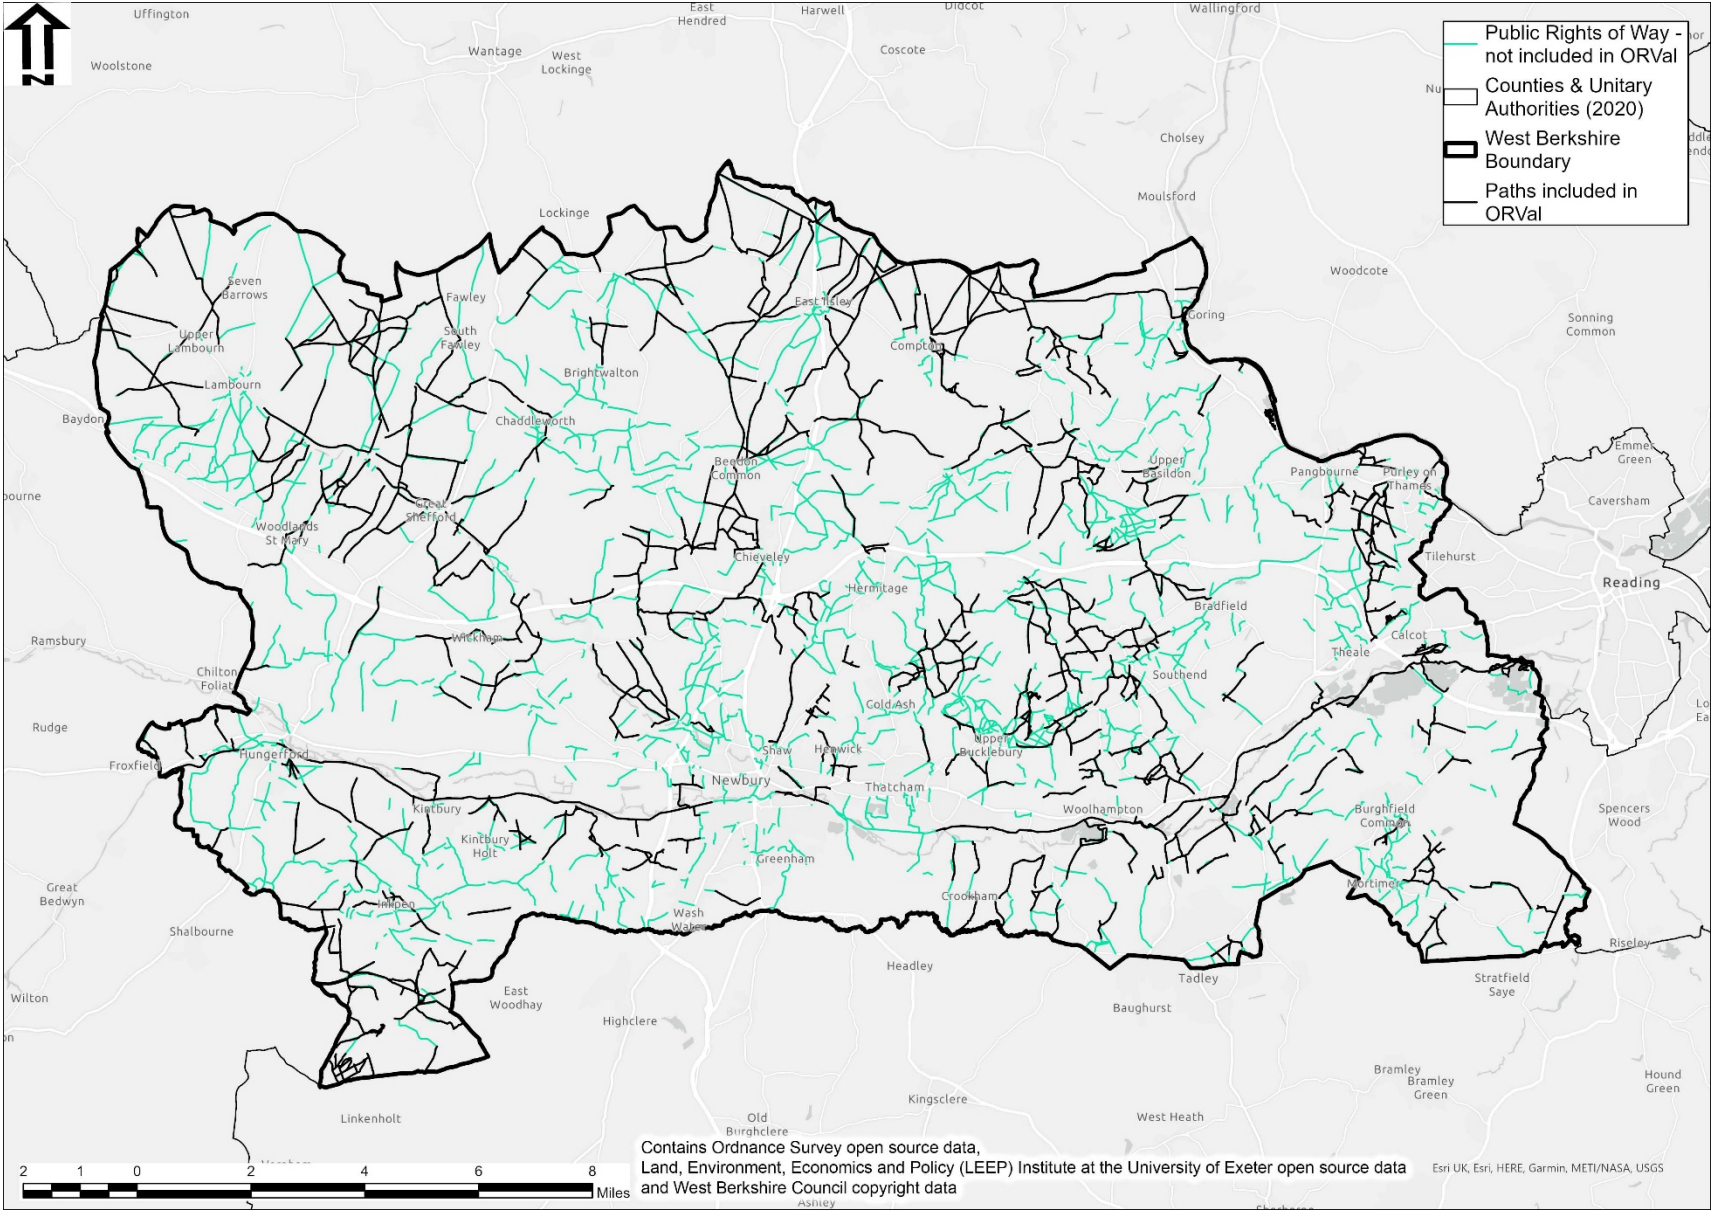 Uffington
East
Hendred
Harwell
Didcot
Wallingford
Wantage
West
Lockinge
Coscote
Woolstone
Public Rights of Way -
not included in ORVal
Counties & Unitary
Authorities (2020)
West Berkshire
Boundary
Paths included in
ORVal
N
Cholsey
Moulsford
Lockinge
Woodcote
Seven
Barrows
Fawley
East Ilsley
Goring
Sonning
Common
Upper
Lambourn
South
Fawley
Compton
Lambourn
Brightwalton
Baydon
Chaddleworth
Emmer
Green
Beedon
Common
Upper
Basildon
Pangbourne
Purley on
Thames
Caversham
bourne
Great
Shefford
Woodlands
St Mary
Chieveley
Tilehurst
Hermitage
Reading
Bradfield
Ramsbury
Wickham
Calcot
Theale
Chilton
Foliat
Southend
Cold Ash
Rudge
Froxfield
Hungerford
Shaw
Henwick
Upper
Bucklebury
Newbury
Thatcham
Kintbury
Woolhampton
Burghfield
Common
Spencers
Wood
Kintbury
Holt
Greenham
Great
Bedwyn
Inkpen
Crookham
Mortimer
Shalbourne
Wash
Water
Riseley
Headley
Tadley
Stratfield
Saye
Wilton
East
Woodhay
Highclere
Baughurst
Bramley
Bramley
Green
Hound
Green
Linkenholt
Old
Burghclere
Kingsclere
West Heath
Contains Ordnance Survey open source data,
Land, Environment, Economics and Policy (LEEP) Institute at the University of Exeter open source data
and West Berkshire Council copyright data
Esri UK, Esri, HERE, Garmin, METI/NASA, USGS
2 1 0 2 4 6 8
Miles
Ashley